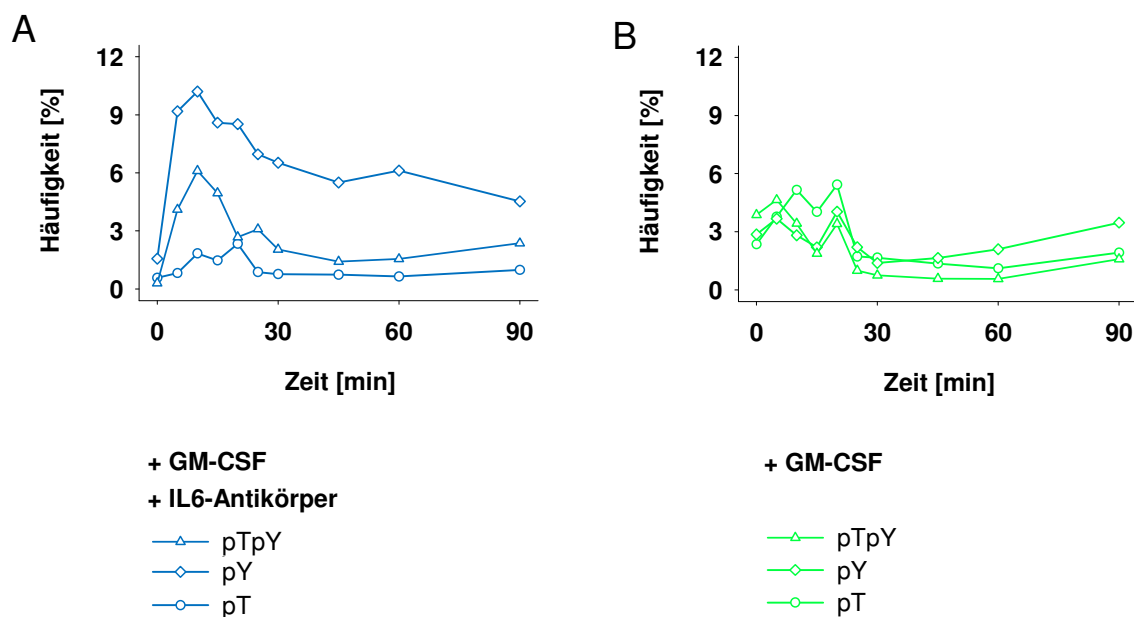 A
Häufigkeit [%]
12
9
6
3
0
0 30 60 90
Zeit [min]
+ GM-CSF
+ IL6-Antikörper
pTpY
pY
pT
B
Häufigkeit [%]
12
9
6
3
0
0 30 60 90
Zeit [min]
+ GM-CSF
pTpY
pY
pT